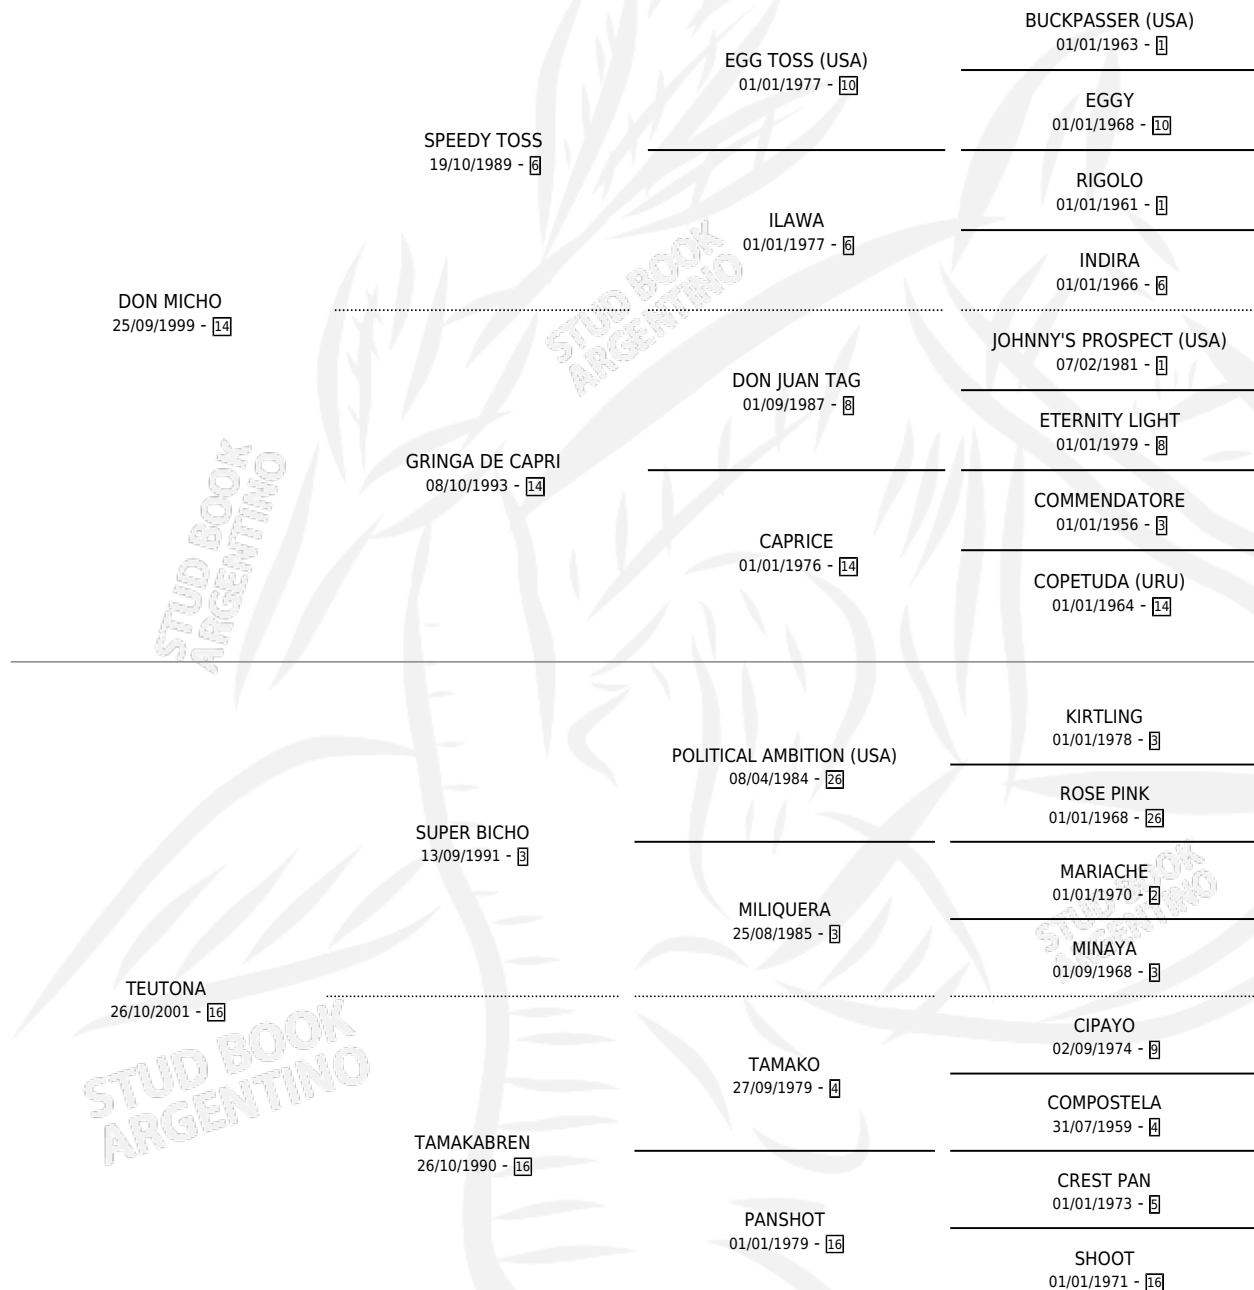 BUCKPASSER (USA)
01/01/1963 - 1
EGG TOSS (USA)
01/01/1977 - 10
EGGY
01/01/1968 - 10
SPEEDY TOSS
19/10/1989 - 6
RIGOLO
01/01/1961 - 1
ILAWA
01/01/1977 - 6
INDIRA
01/01/1966 - 6
DON MICHO
25/09/1999 - 14
JOHNNY'S PROSPECT (USA)
07/02/1981 - 1
DON JUAN TAG
01/09/1987 - 8
ETERNITY LIGHT
01/01/1979 - 8
GRINGA DE CAPRI
08/10/1993 - 14
COMMENDATORE
01/01/1956 - 3
CAPRICE
01/01/1976 - 14
COPETUDA (URU)
01/01/1964 - 14
KIRTLING
01/01/1978 - 3
POLITICAL AMBITION (USA)
08/04/1984 - 26
ROSE PINK
01/01/1968 - 26
SUPER BICHO
13/09/1991 - 3
MARIACHE
01/01/1970 - 2
MILIQUERA
25/08/1985 - 3
MINAYA
01/09/1968 - 3
TEUTONA
26/10/2001 - 16
CIPAYO
02/09/1974 - 9
TAMAKO
27/09/1979 - 4
COMPOSTELA
31/07/1959 - 4
TAMAKABREN
26/10/1990 - 16
CREST PAN
01/01/1973 - 5
PANSHOT
01/01/1979 - 16
SHOOT
01/01/1971 - 16
STUD BOOK
ARGENTINO
STUD BOOK
ARGENTINO
STUD BOOK
ARGENTINO
STUD BOOK
ARGENTINO